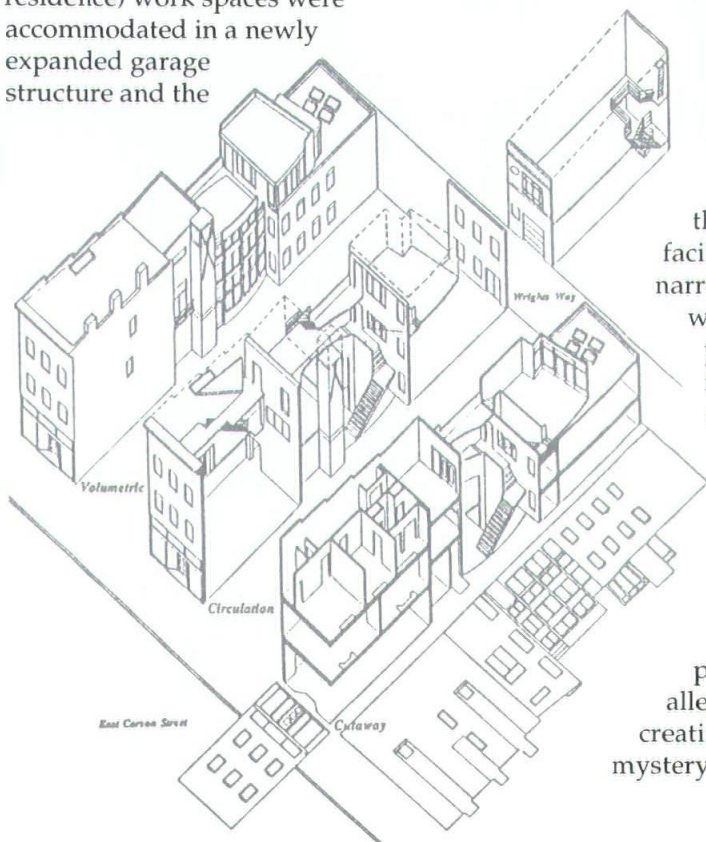 residence) work spaces were
accommodated in a newly
expanded garage
structure and the
th
faci
narr
w
Wrights Way
Volumetric
Circulation
East Carson Street
Cutaway
p
alle
creati
mystery